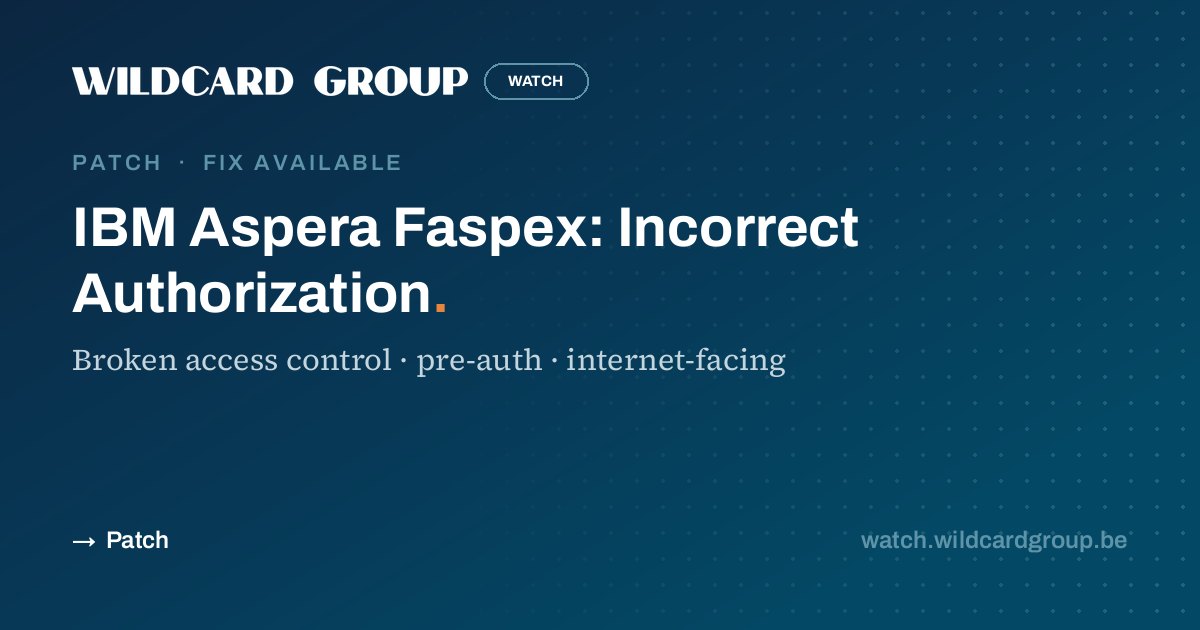 WILDCARD GROUP WATCH
PATCH · FIX AVAILABLE
IBM Aspera Faspex: Incorrect
Authorization.
Broken access control · pre-auth · internet-facing
→ Patch
watch.wildcardgroup.be